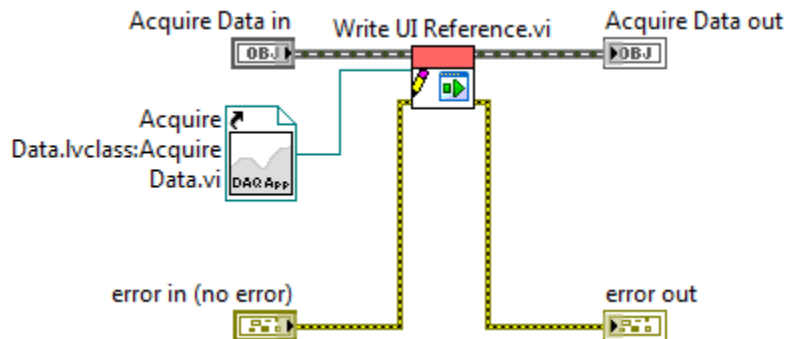 Acquire Data in
Write UI Reference.vi
Acquire Data out
OBJ
OBJ
Acquire
Data.lvclass:Acquire
Data.vi
DAQ App
error in (no error)
error out